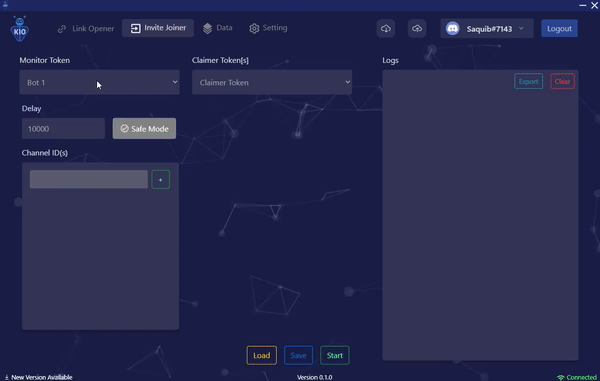 KIO
Link Opener
Invite Joiner
Data
Setting
Saquib#7143
Logout
Monitor Token
Claimer Token[s]
Logs
Bot 1
Claimer Token
Export
Clear
Delay
10000
Safe Mode
Channel ID(s)
+
Load
Save
Start
New Version Available
Version 0.1.0
Connected